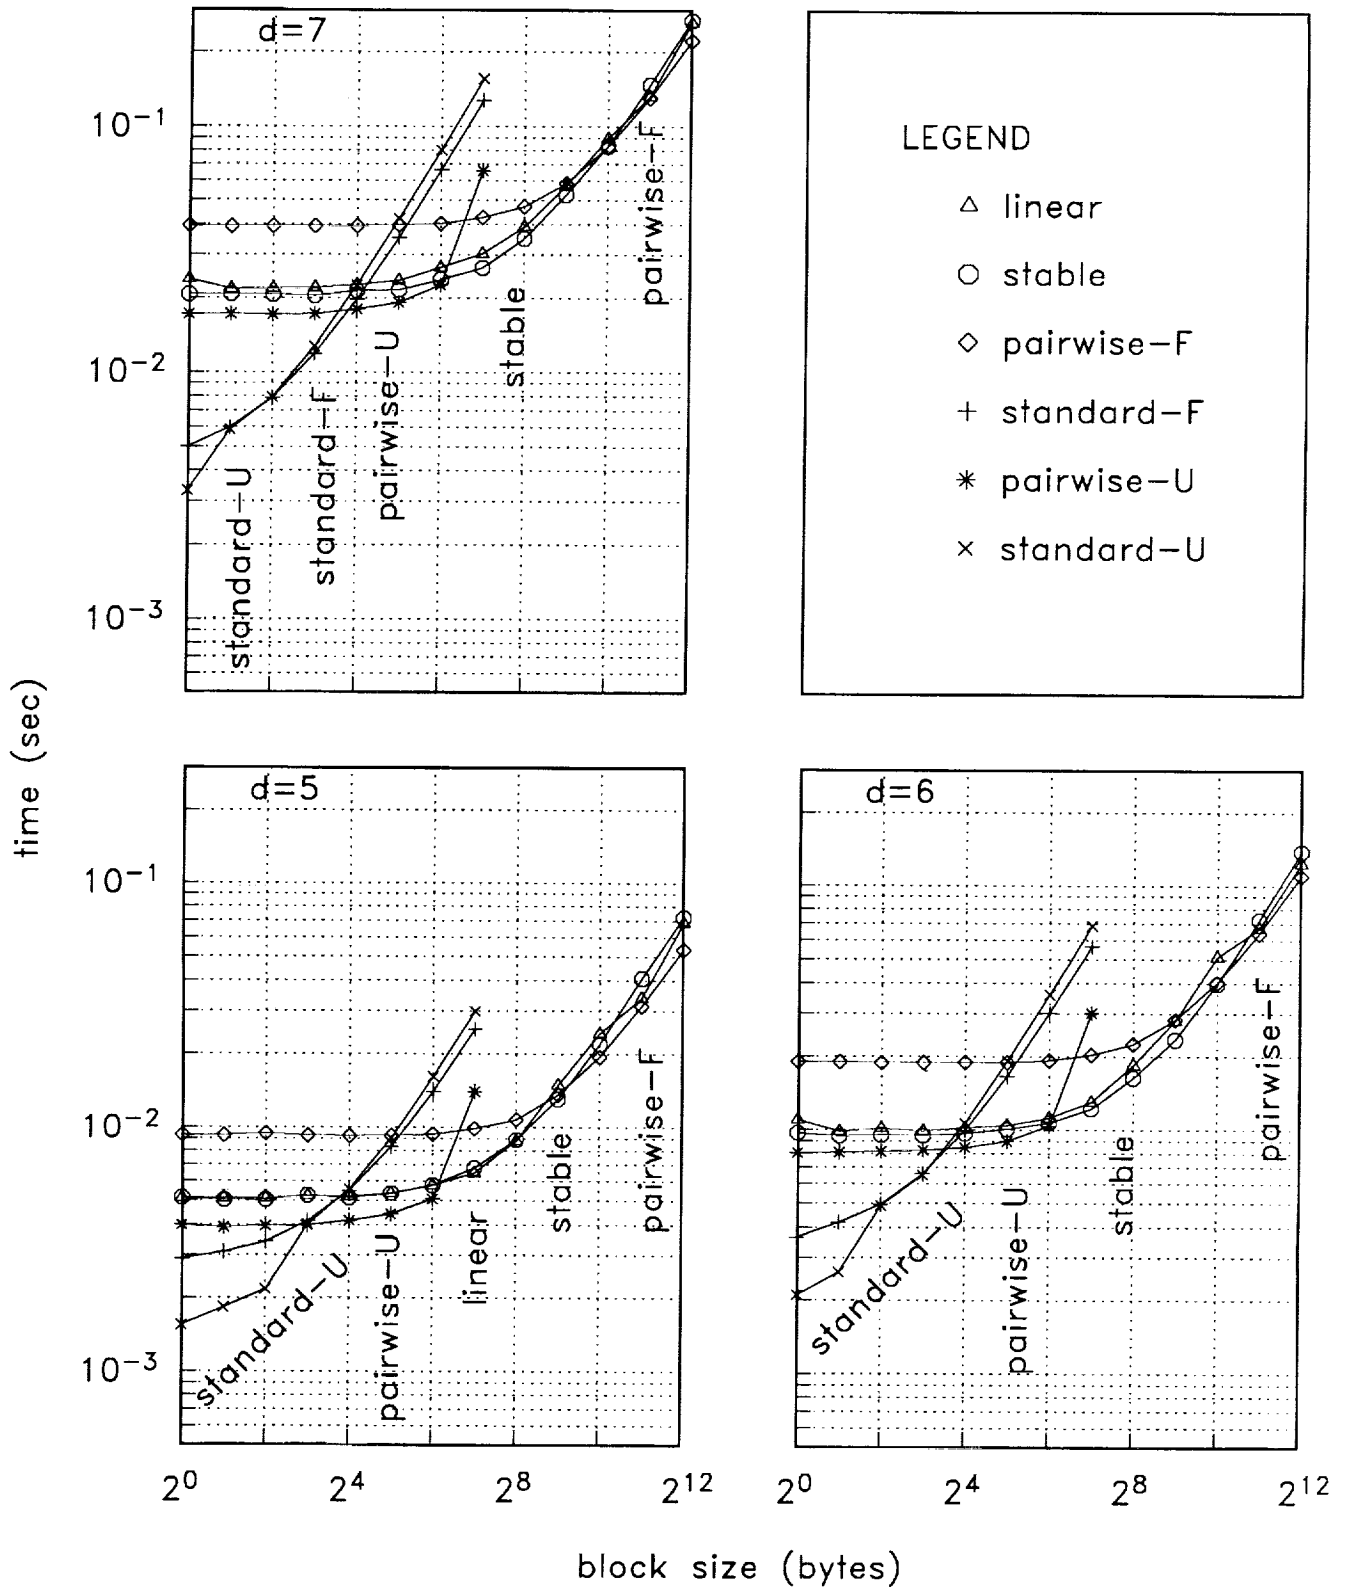 d=7
10^-1
10^-2
10^-3
standard-U
standard-F
pairwise-U
stable
pairwise-F
LEGEND
linear
stable
pairwise-F
standard-F
pairwise-U
standard-U
time (sec)
d=5
10^-1
10^-2
10^-3
standard-U
pairwise-U
linear
stable
pairwise-F
2^0
2^4
2^8
2^12
d=6
standard-U
pairwise-U
stable
pairwise-F
2^0
2^4
2^8
2^12
block size (bytes)